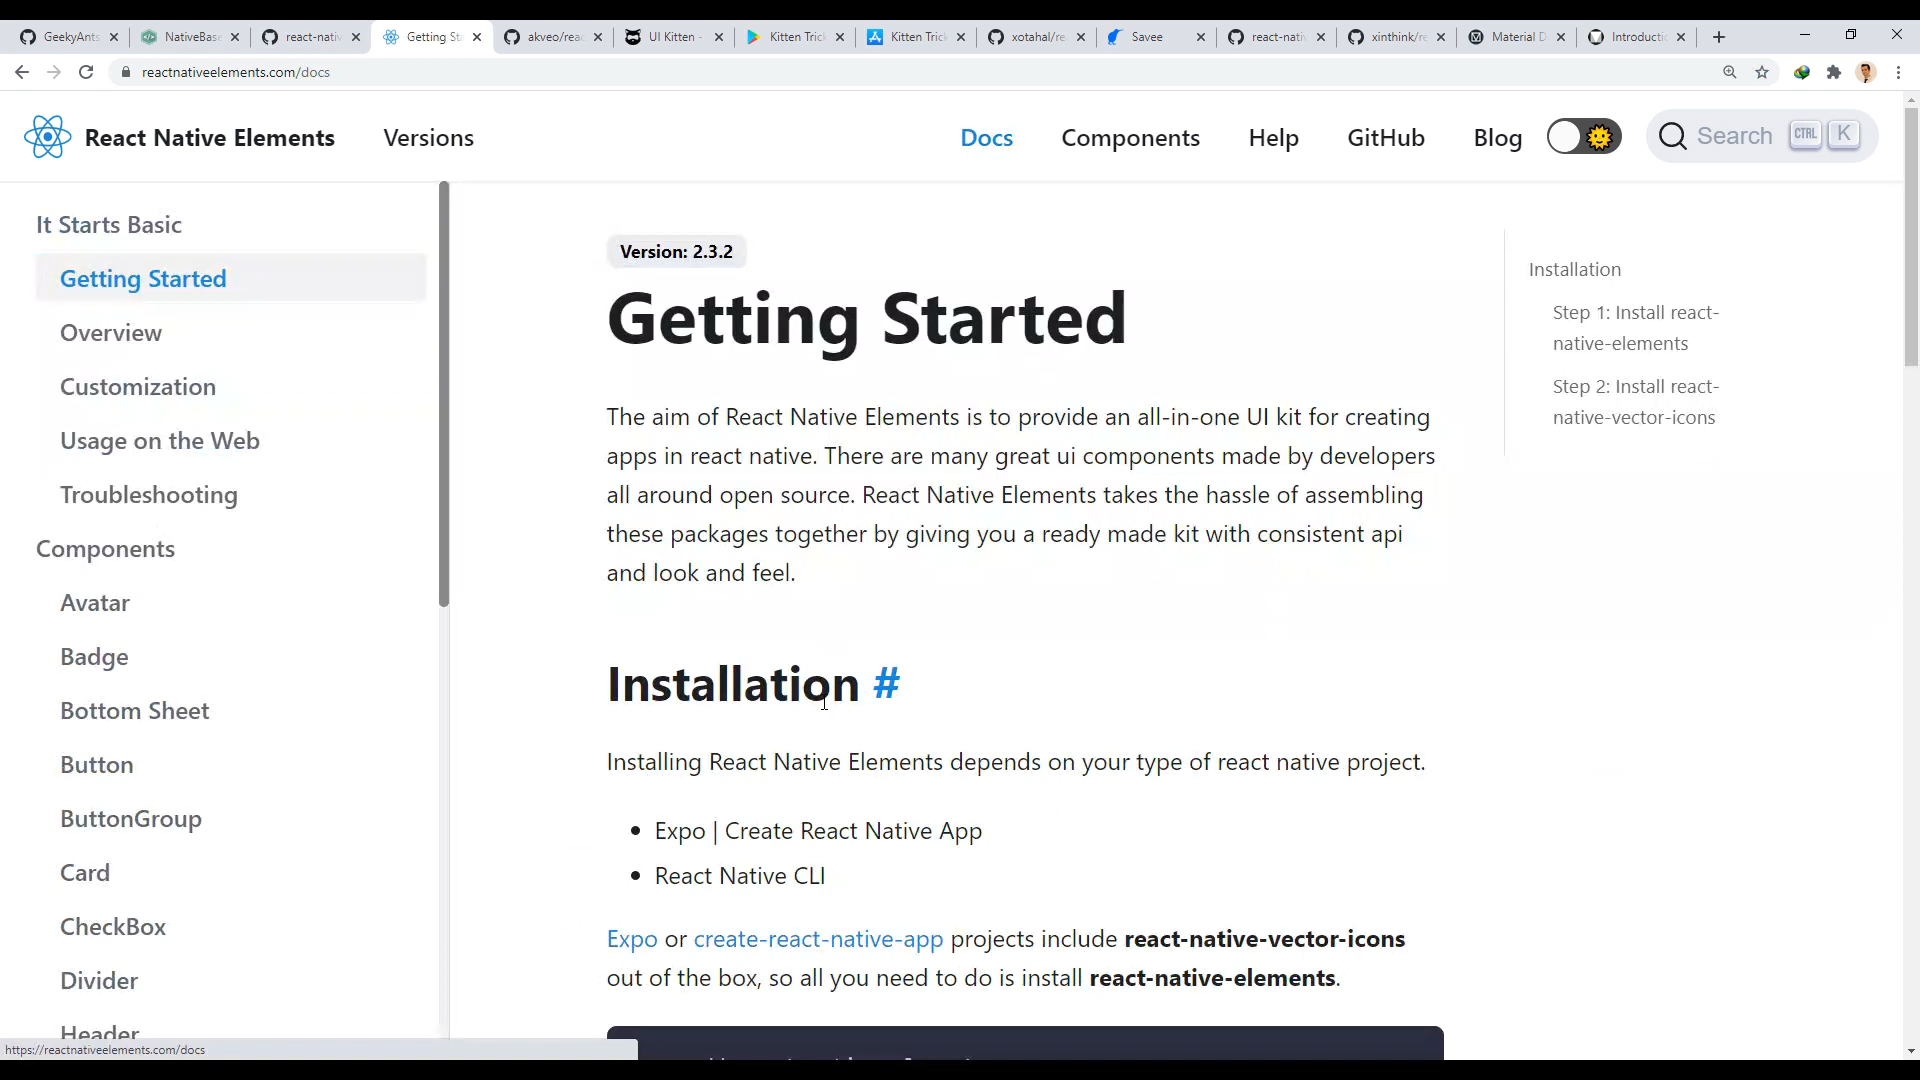 GeekyAnts
NativeBase
react-nativ
Getting Sta
akveo/reac
UI Kitten -
Kitten Trick
Kitten Trick
xotahal/re
Savee
react-nativ
xinthink/re
Material D
Introductio
reactnativeelements.com/docs
React Native Elements
Versions
Docs
Components
Help
GitHub
Blog
Search
CTRL
K
It Starts Basic
Getting Started
Overview
Customization
Usage on the Web
Troubleshooting
Components
Avatar
Badge
Bottom Sheet
Button
ButtonGroup
Card
CheckBox
Divider
Header
https://reactnativeelements.com/docs
Version: 2.3.2
Getting Started
The aim of React Native Elements is to provide an all-in-one UI kit for creating
apps in react native. There are many great ui components made by developers
all around open source. React Native Elements takes the hassle of assembling
these packages together by giving you a ready made kit with consistent api
and look and feel.
Installation #
Installing React Native Elements depends on your type of react native project.
Expo | Create React Native App
React Native CLI
Expo or create-react-native-app projects include react-native-vector-icons
out of the box, so all you need to do is install react-native-elements.
Installation
Step 1: Install react-
native-elements
Step 2: Install react-
native-vector-icons